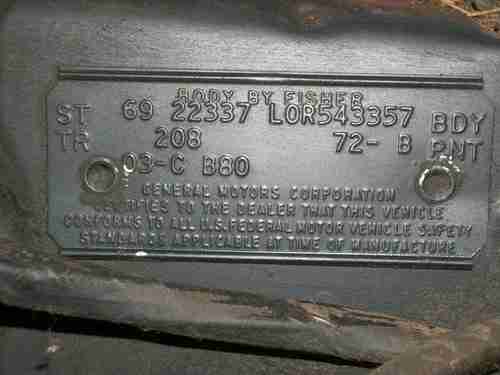 BODY BY FISHER
ST 69 22337 LOR543357 BDY
TR 208 72- B PNT
03-C B80
GENERAL MOTORS CORPORATION
CERTIFIES TO THE DEALER THAT THIS VEHICLE
CONFORMS TO ALL U.S. FEDERAL MOTOR VEHICLE SAFETY
STANDARDS APPLICABLE AT TIME OF MANUFACTURE